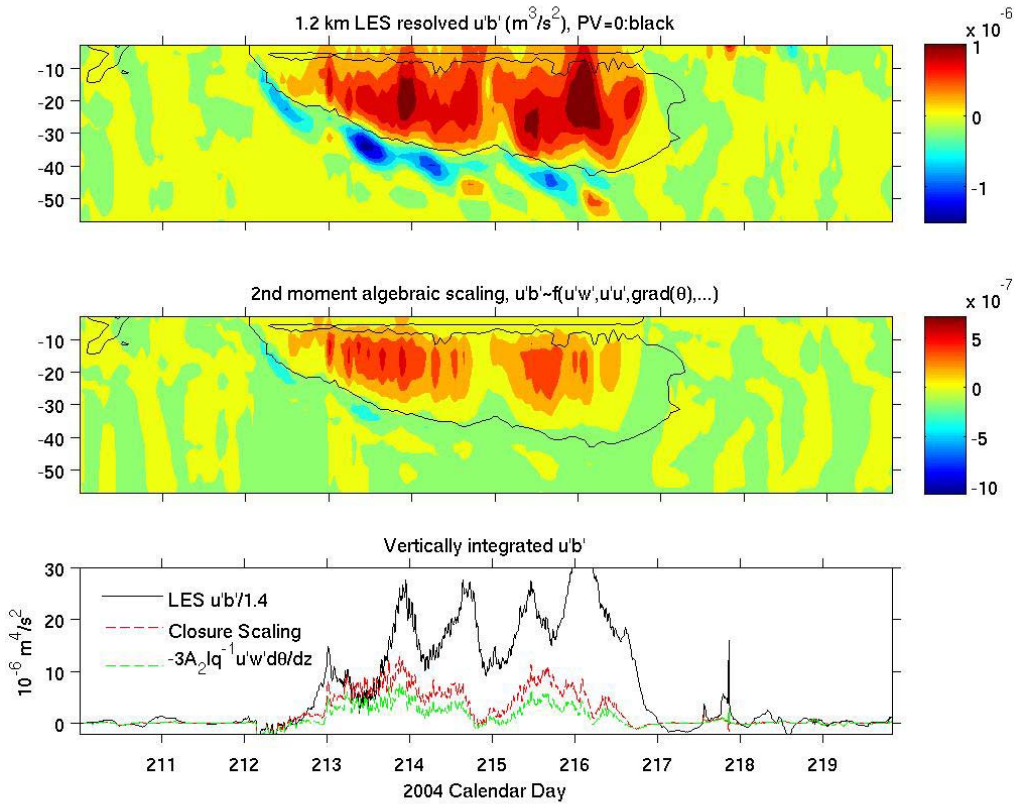 1.2 km LES resolved u'b' (m³/s²), PV=0:black
x 10⁻⁶
-10
-20
-30
-40
-50
1
0
-1
2nd moment algebraic scaling, u'b'~f(u'w',u'u',grad(θ),...)
x 10⁻⁷
-10
-20
-30
-40
-50
5
0
-5
-10
Vertically integrated u'b'
10⁻⁶ m⁴/s²
30
20
10
0
LES u'b'/1.4
Closure Scaling
-3A₂lq⁻¹u'w'dθ/dz
211 212 213 214 215 216 217 218 219
2004 Calendar Day